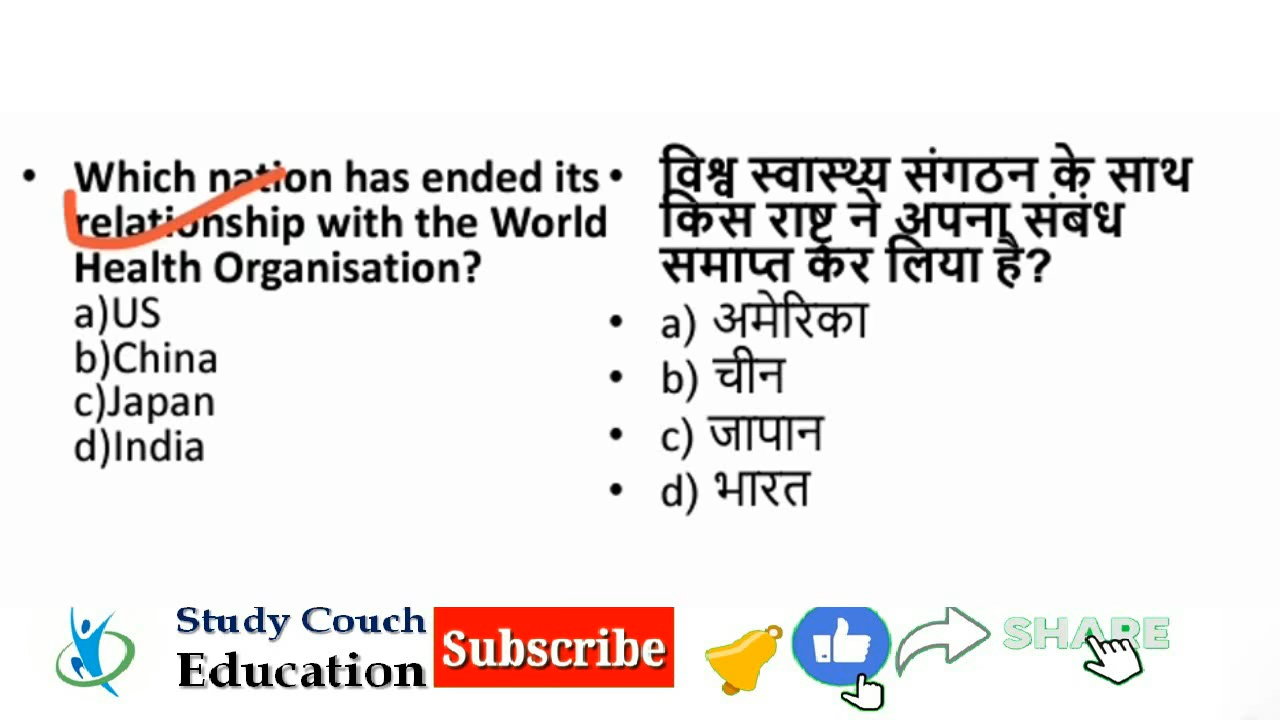 • Which nation has ended its
relationship with the World
Health Organisation?
a)US
b)China
c)Japan
d)India
• विश्व स्वास्थ्य संगठन के साथ
किस राष्ट्र ने अपना संबंध
समाप्त कर लिया है?
• a) अमेरिका
• b) चीन
• c) जापान
• d) भारत
Study Couch
Education
Subscribe
SHARE